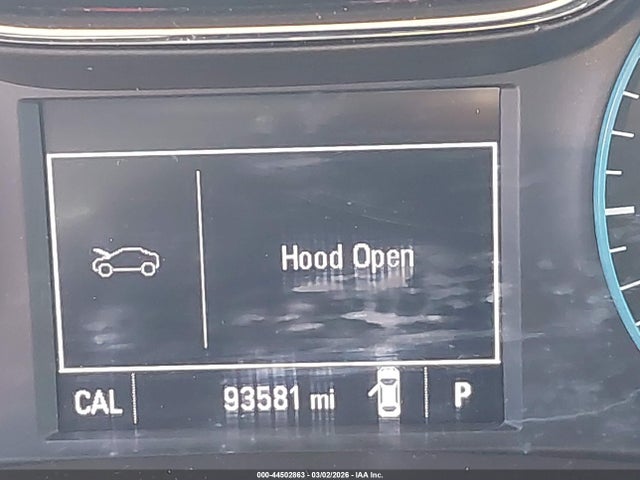 Hood Open
CAL 93581 mi P
000-44502863 - 03/02/2026 - IAA Inc.